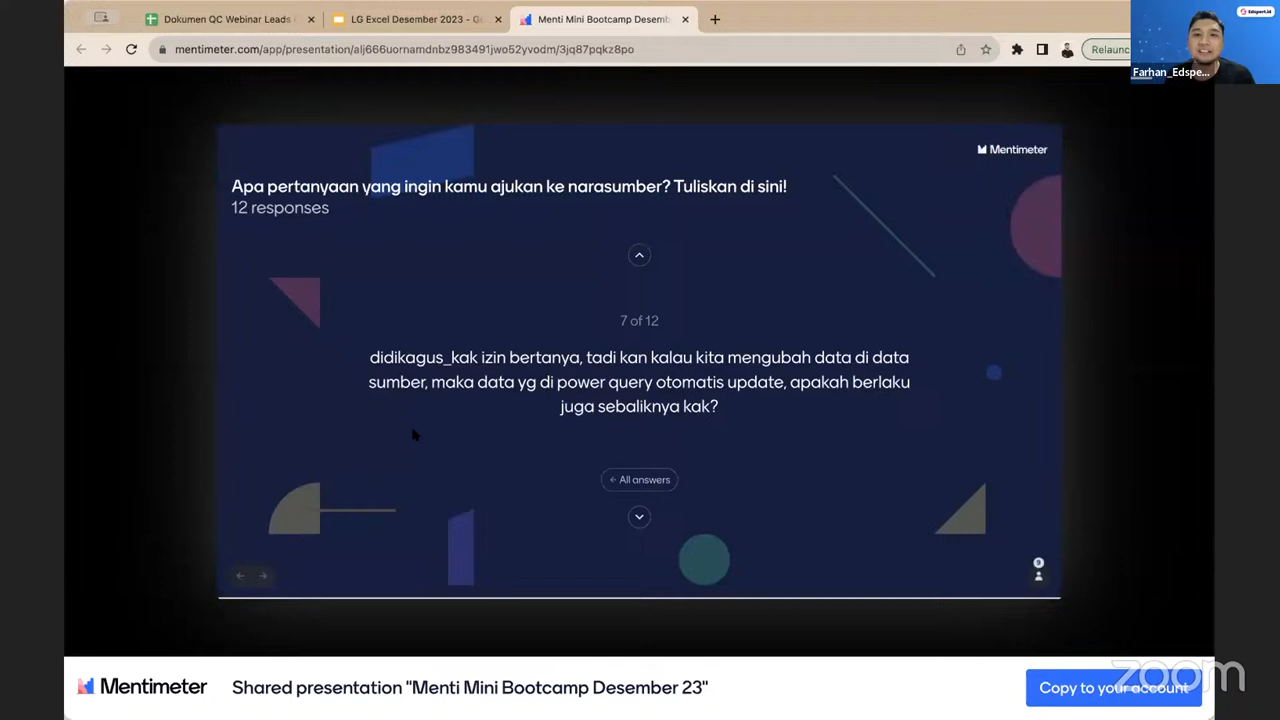 Dokumen QC Webinar Leads
LG Excel Desember 2023 - G
Menti Mini Bootcamp Desemb
mentimeter.com/app/presentation/alj666uornamdnbz983491jwo52yvodm/3jq87pqkz8po
Relaunc
Edspert.id
Farhan_Edspe...
Mentimeter
Apa pertanyaan yang ingin kamu ajukan ke narasumber? Tuliskan di sini!
12 responses
7 of 12
didikagus_kak izin bertanya, tadi kan kalau kita mengubah data di data
sumber, maka data yg di power query otomatis update, apakah berlaku
juga sebaliknya kak?
← All answers
9
Mentimeter
Shared presentation "Menti Mini Bootcamp Desember 23"
Copy to your account
zoom